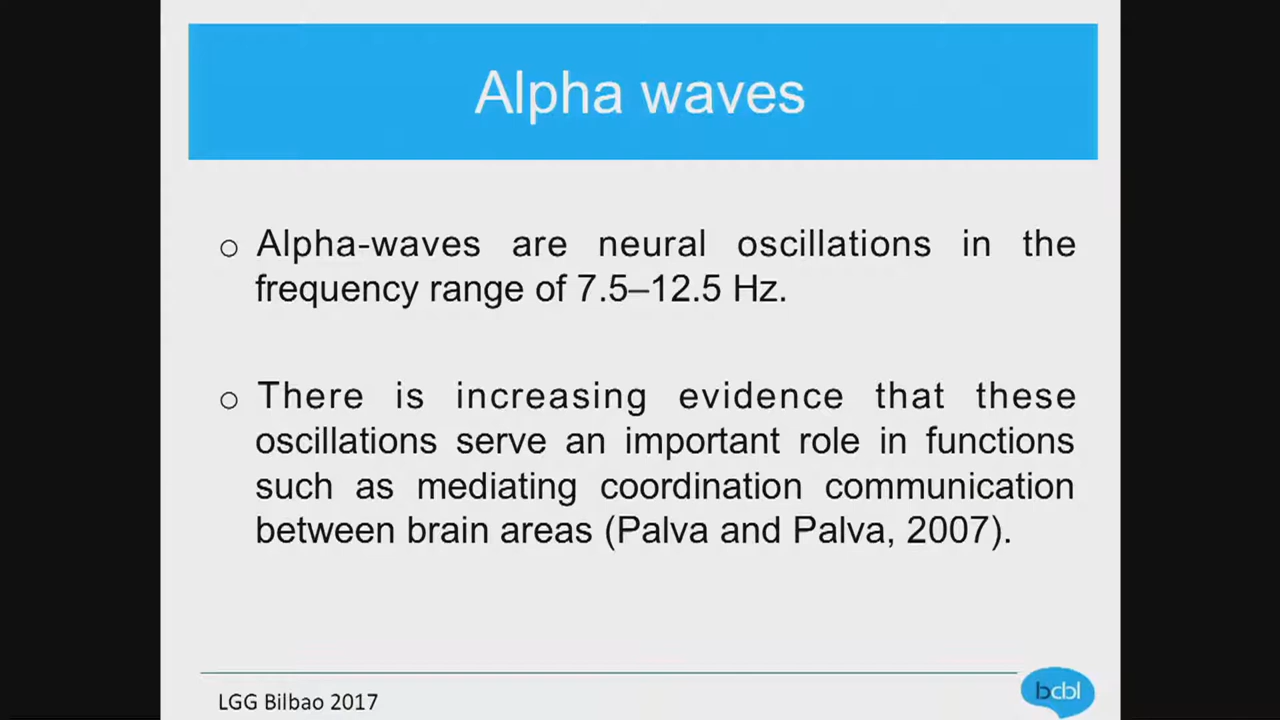 Alpha waves
○ Alpha-waves are neural oscillations in the
frequency range of 7.5–12.5 Hz.
○ There is increasing evidence that these
oscillations serve an important role in functions
such as mediating coordination communication
between brain areas (Palva and Palva, 2007).
LGG Bilbao 2017
bcbl